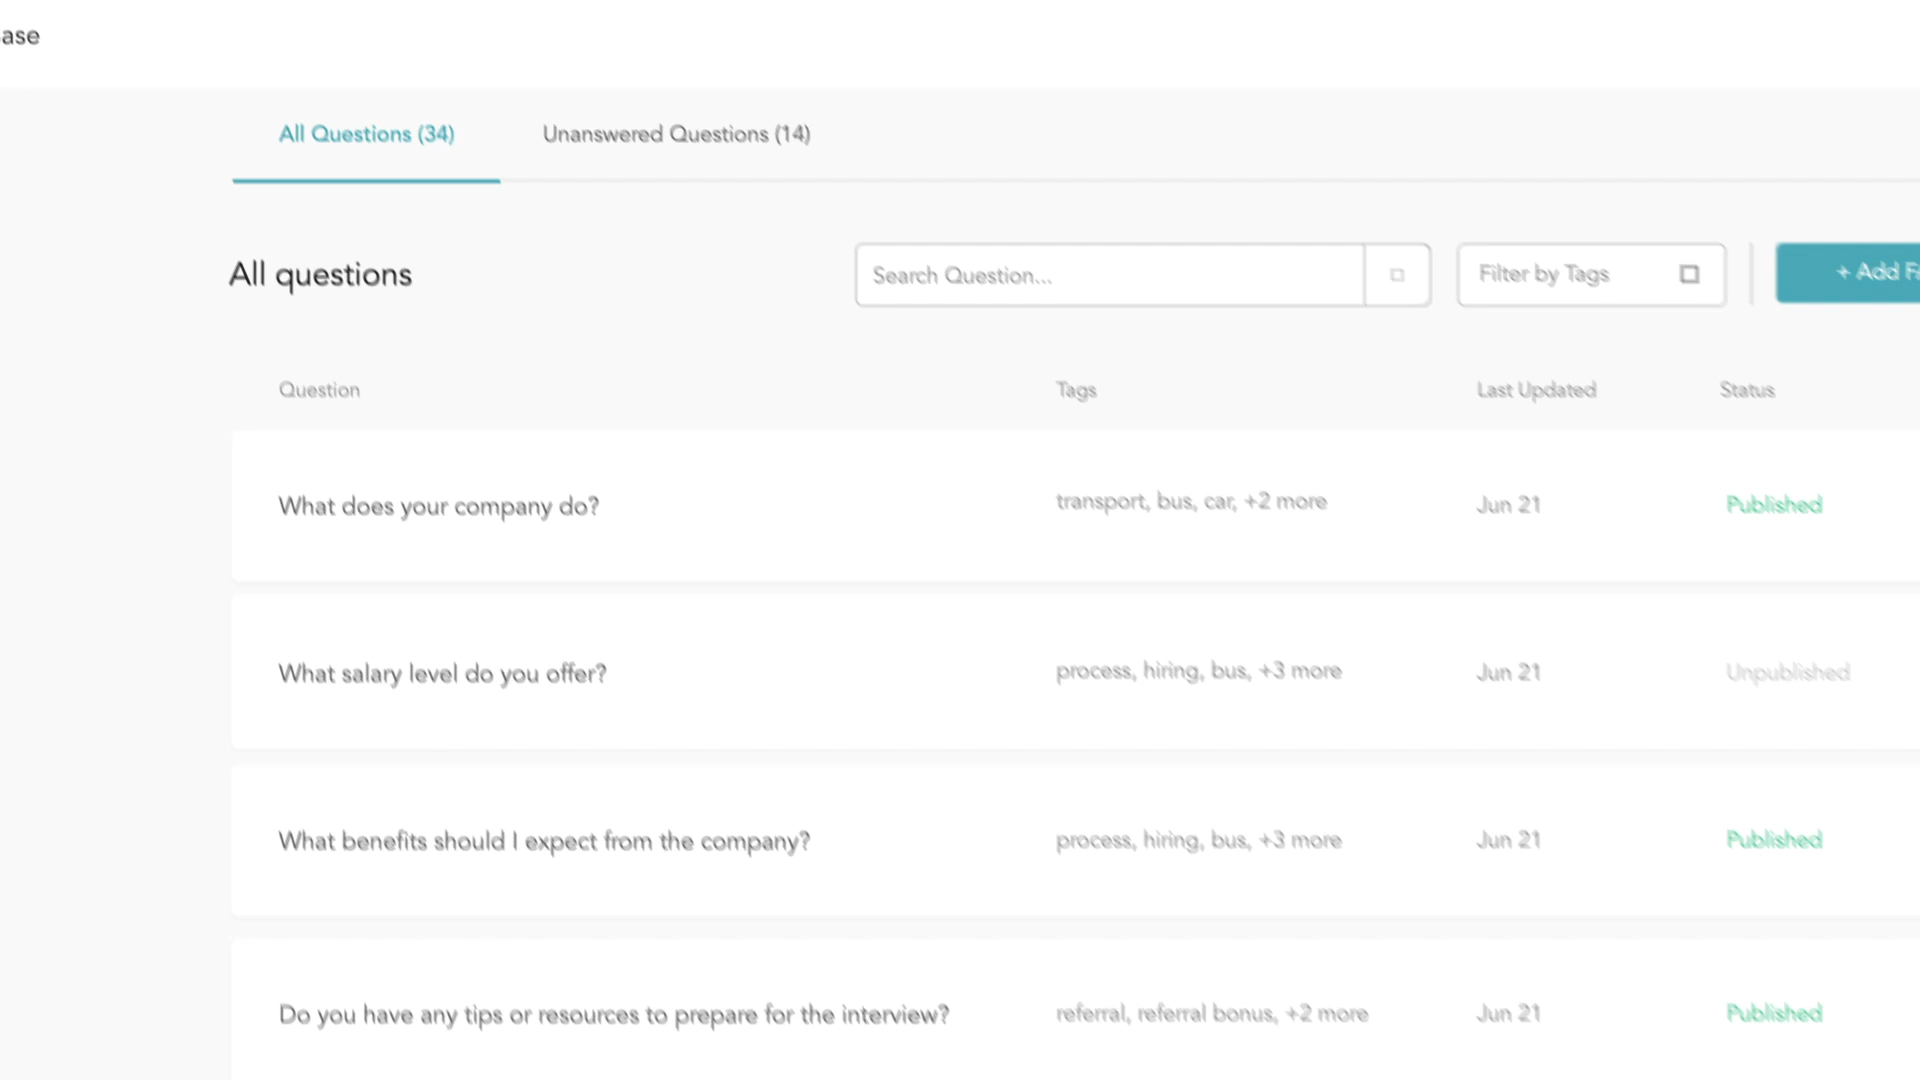 ase
All Questions (34) Unanswered Questions (14)
All questions Search Question... Filter by Tags + Add F
Question Tags Last Updated Status
What does your company do? transport, bus, car, +2 more Jun 21 Published
What salary level do you offer? process, hiring, bus, +3 more Jun 21 Unpublished
What benefits should I expect from the company? process, hiring, bus, +3 more Jun 21 Published
Do you have any tips or resources to prepare for the interview? referral, referral bonus, +2 more Jun 21 Published